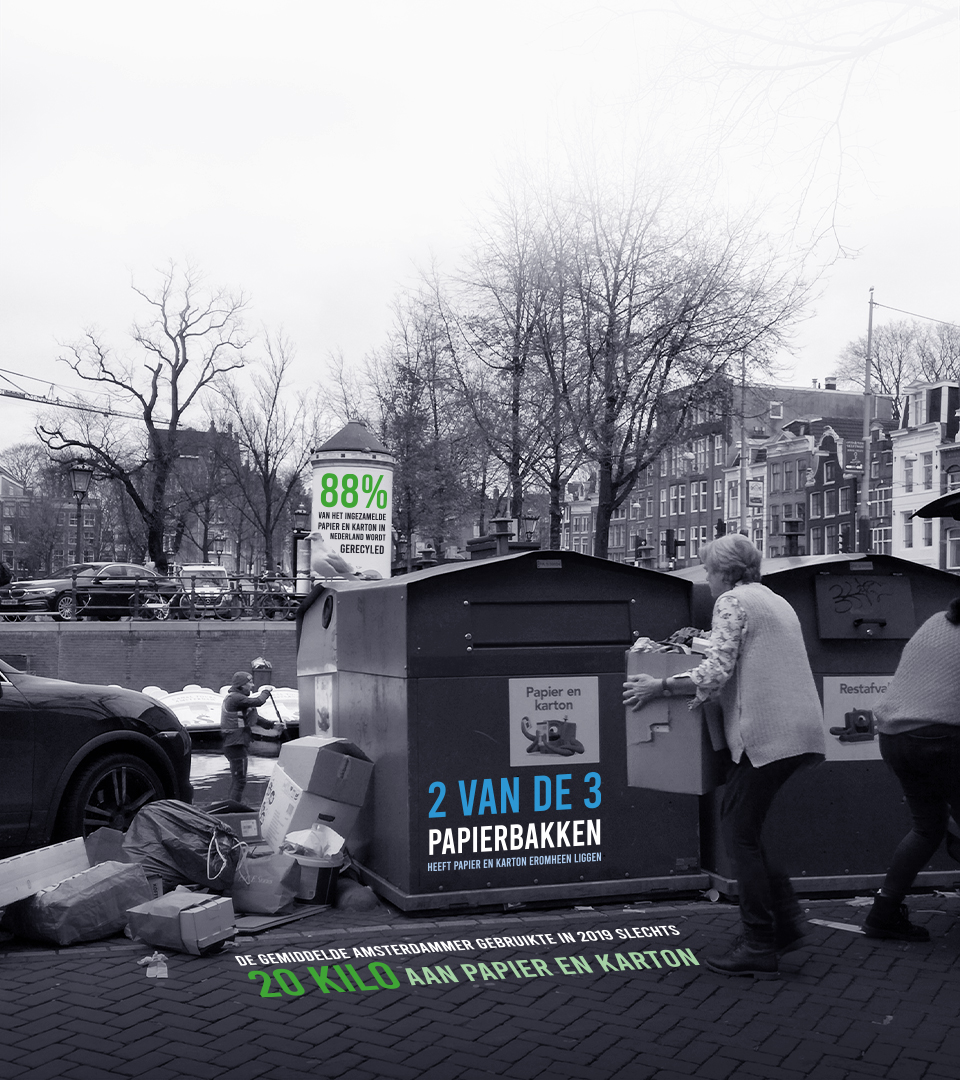 88%
VAN HET INGEZAMELDE
PAPIER EN KARTON IN
NEDERLAND WORDT
GERECYLED
Papier en
karton
Restafva
2 VAN DE 3
PAPIERBAKKEN
HEEFT PAPIER EN KARTON EROMHEEN LIGGEN
DE GEMIDDELDE AMSTERDAMMER GEBRUIKTE IN 2019 SLECHTS
20 KILO AAN PAPIER EN KARTON